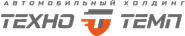 АВТОМОБИЛЬНЫЙ ХОЛДИНГ
ТЕХНО ТЕМП